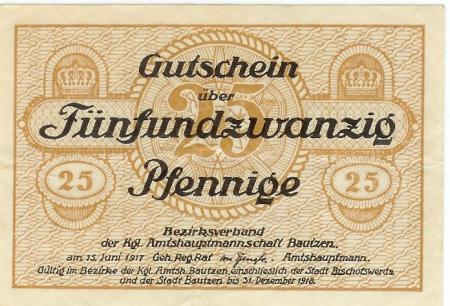 Gutschein
über
25
Fünfundzwanzig
Pfennige
25 25
Bezirksverband
der Kgl. Amtshauptmannschaft Bautzen.
am 15. Juni 1917 Geh. Reg. Rat Amtshauptmann.
Gültig im Bezirke der Kgl. Amtsh. Bautzen, einschließlich der Stadt Bischofswerda
und der Stadt Bautzen bis 31. Dezember 1918.